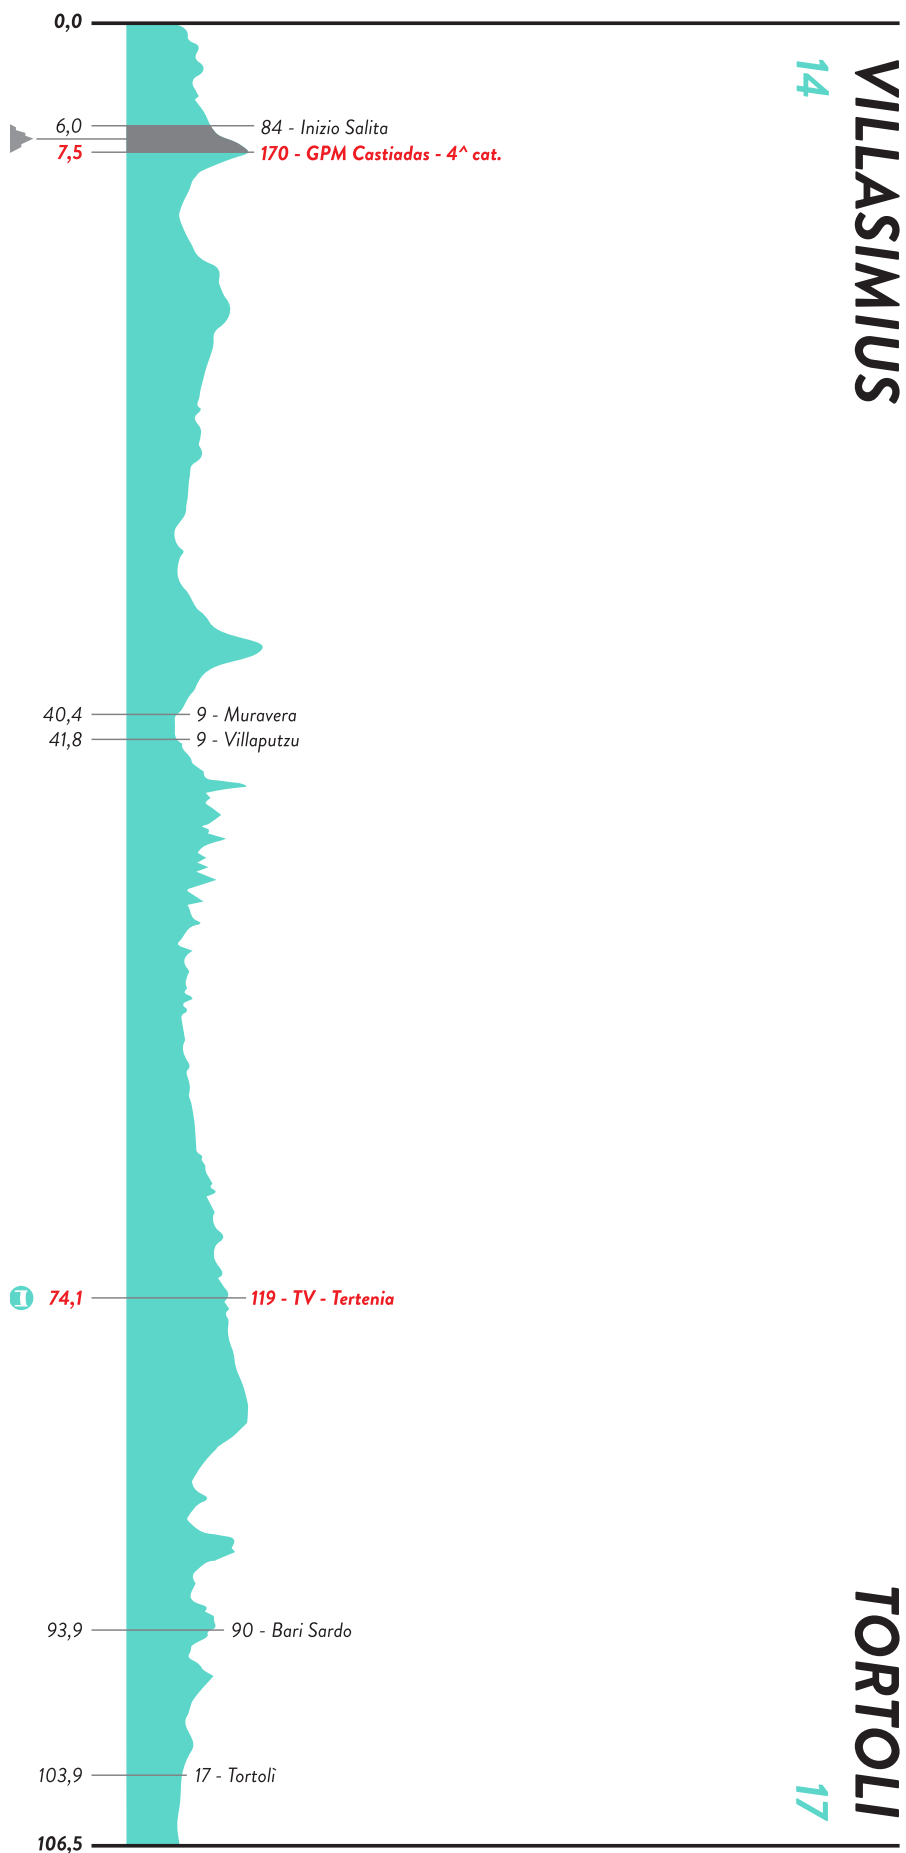 0,0
14
VILLASIMIUS
6,0
84 - Inizio Salita
7,5
170 - GPM Castiadas - 4^ cat.
40,4
9 - Muravera
41,8
9 - Villaputzu
74,1
119 - TV - Tertenia
93,9
90 - Bari Sardo
103,9
17 - Tortolì
106,5
17
TORTOLI